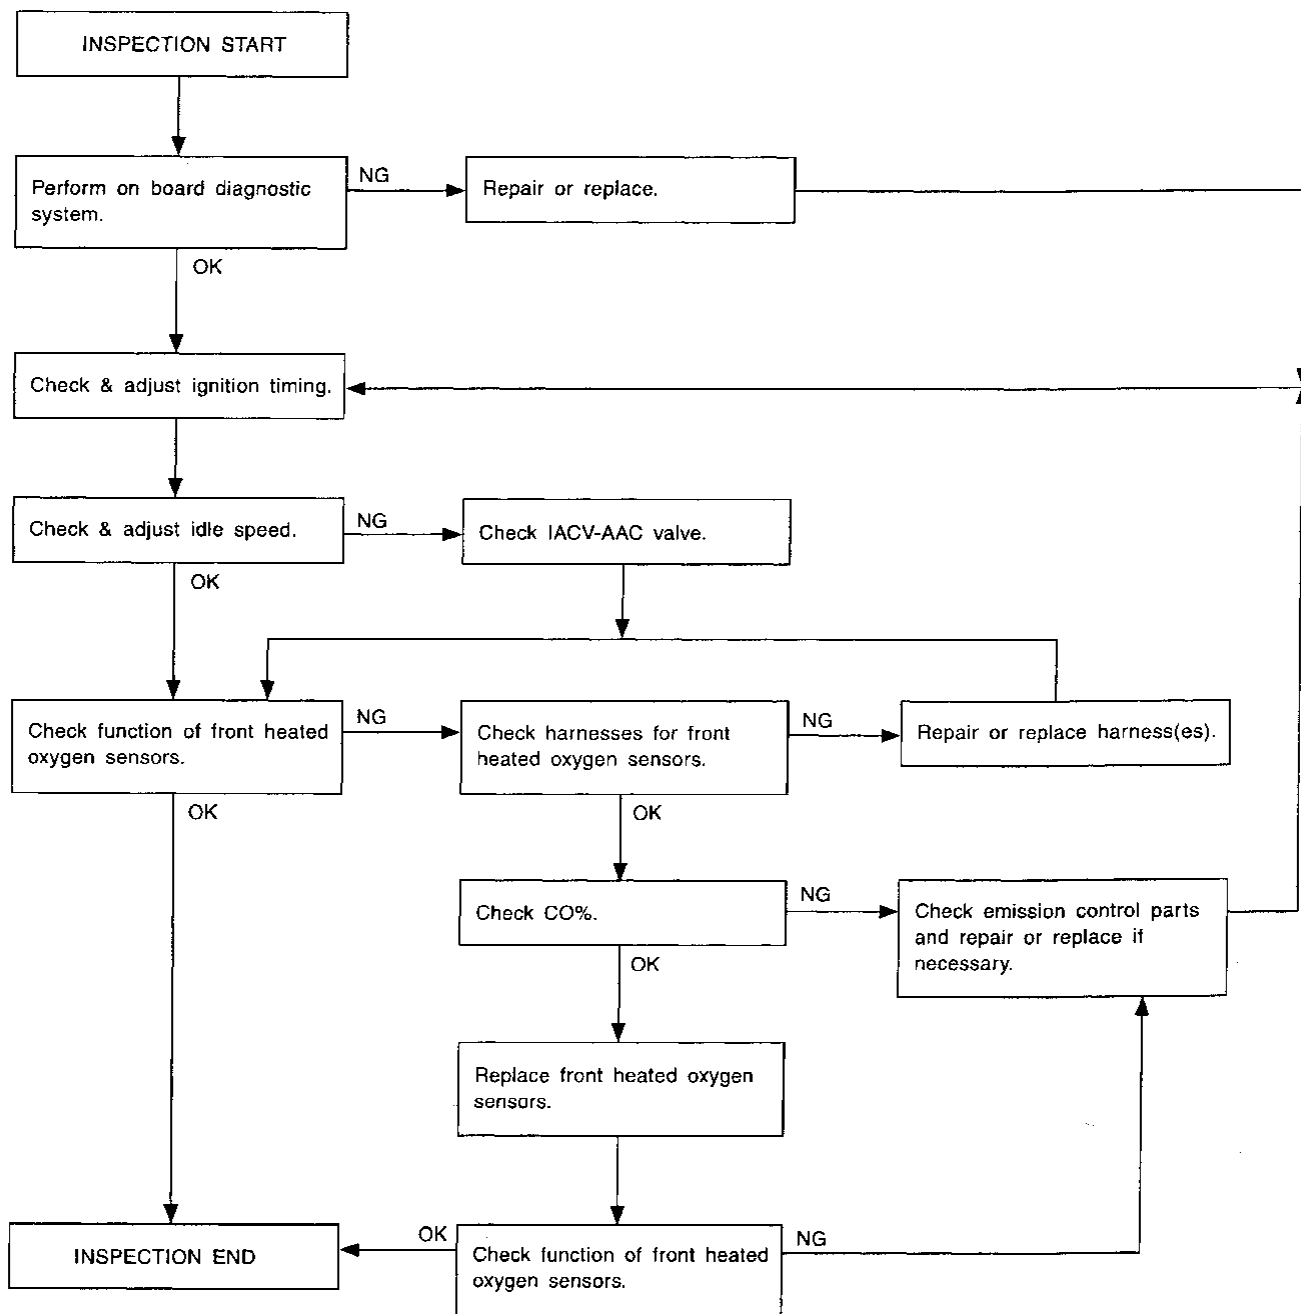 INSPECTION START
Perform on board diagnostic
system.
NG
Repair or replace.
OK
Check & adjust ignition timing.
Check & adjust idle speed.
NG
Check IACV-AAC valve.
OK
Check function of front heated
oxygen sensors.
NG
Check harnesses for front
heated oxygen sensors.
NG
Repair or replace harness(es).
OK
OK
Check CO%.
NG
Check emission control parts
and repair or replace if
necessary.
OK
Replace front heated oxygen
sensors.
INSPECTION END
OK
Check function of front heated
oxygen sensors.
NG